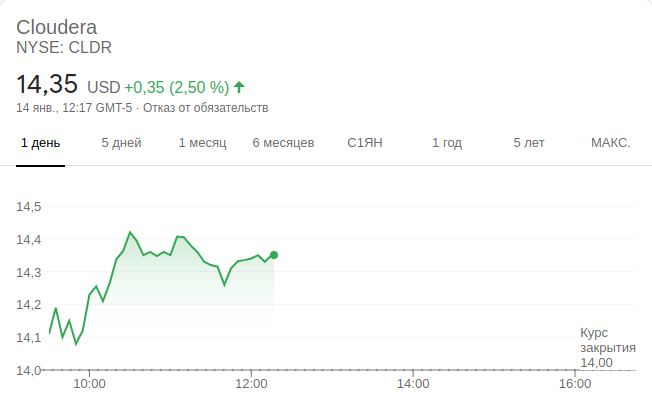 Cloudera
NYSE: CLDR
14,35 USD +0,35 (2,50 %)
14 янв., 12:17 GMT-5 · Отказ от обязательств
1 день 5 дней 1 месяц 6 месяцев С1ЯН 1 год 5 лет МАКС.
14,5
14,4
14,3
14,2
14,1
14,0
Курс
закрытия
14,00
10:00 12:00 14:00 16:00